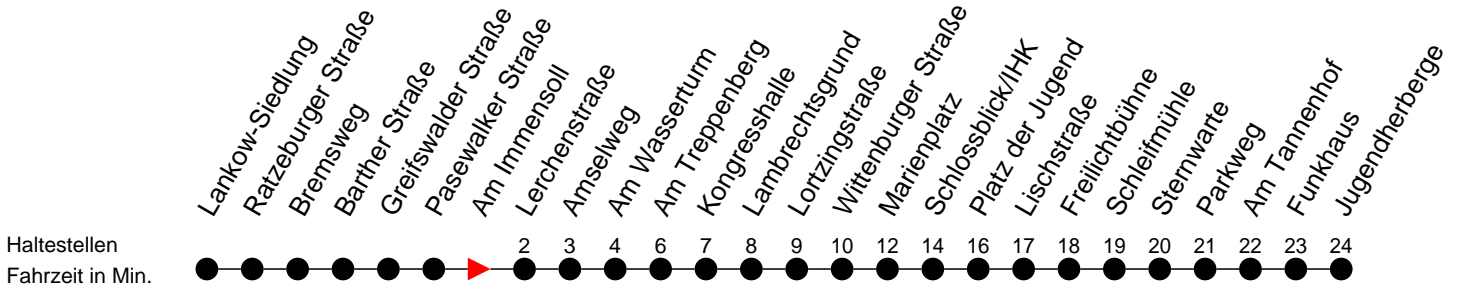 Lankow-Siedlung
Ratzeburger Straße
Bremsweg
Barther Straße
Greifswalder Straße
Pasewalker Straße
Am Immensoll
Lerchenstraße
Amselweg
Am Wasserturm
Am Treppenberg
Kongresshalle
Lambrechtsgrund
Lortzingstraße
Wittenburger Straße
Marienplatz
Schlossblick/IHK
Platz der Jugend
Lischstraße
Freilichtbühne
Schleifmühle
Sternwarte
Parkweg
Am Tannenhof
Funkhaus
Jugendherberge
Haltestellen 2 3 4 6 7 8 9 10 12 14 16 17 18 19 20 21 22 23 24
Fahrzeit in Min.